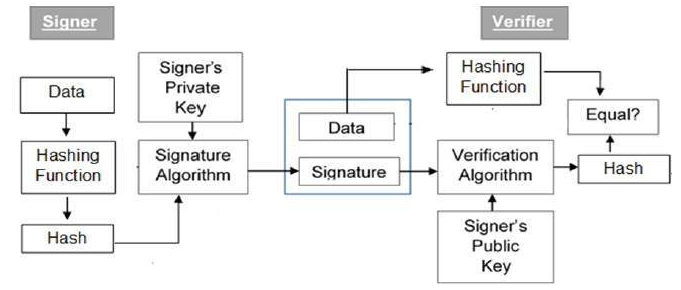 Signer
Verifier
Data
Hashing
Function
Hash
Signer's
Private
Key
Signature
Algorithm
Data
Signature
Hashing
Function
Verification
Algorithm
Signer's
Public
Key
Equal?
Hash